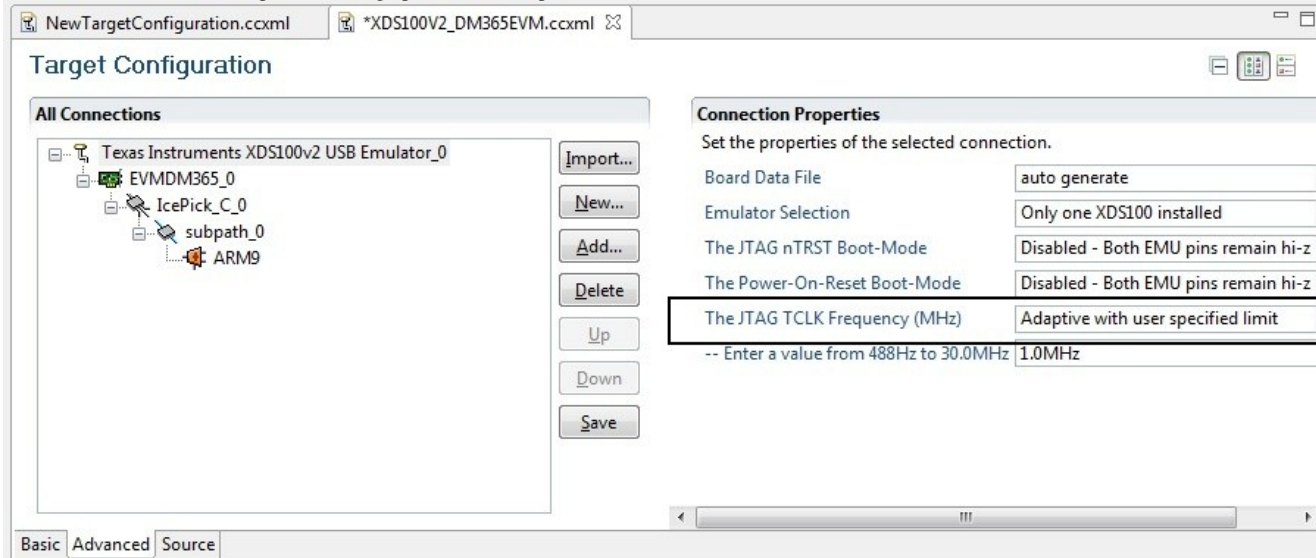 NewTargetConfiguration.ccxml
*XDS100V2_DM365EVM.ccxml
Target Configuration
All Connections
Texas Instruments XDS100v2 USB Emulator_0
EVMDM365_0
IcePick_C_0
subpath_0
ARM9
Import...
New...
Add...
Delete
Up
Down
Save
Connection Properties
Set the properties of the selected connection.
Board Data File auto generate
Emulator Selection Only one XDS100 installed
The JTAG nTRST Boot-Mode Disabled - Both EMU pins remain hi-z
The Power-On-Reset Boot-Mode Disabled - Both EMU pins remain hi-z
The JTAG TCLK Frequency (MHz) Adaptive with user specified limit
-- Enter a value from 488Hz to 30.0MHz 1.0MHz
Basic Advanced Source